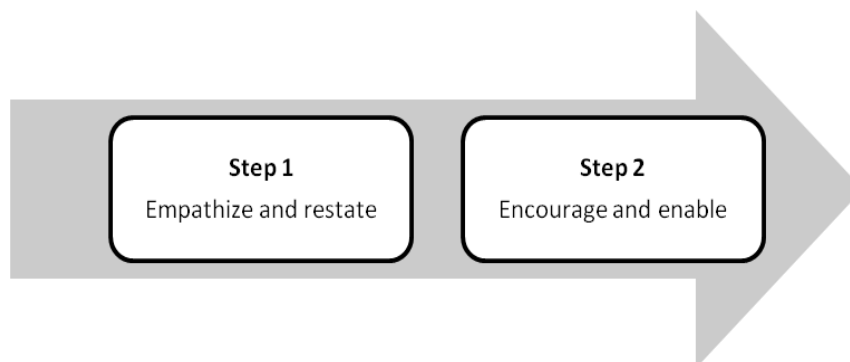 Step 1
Empathize and restate
Step 2
Encourage and enable